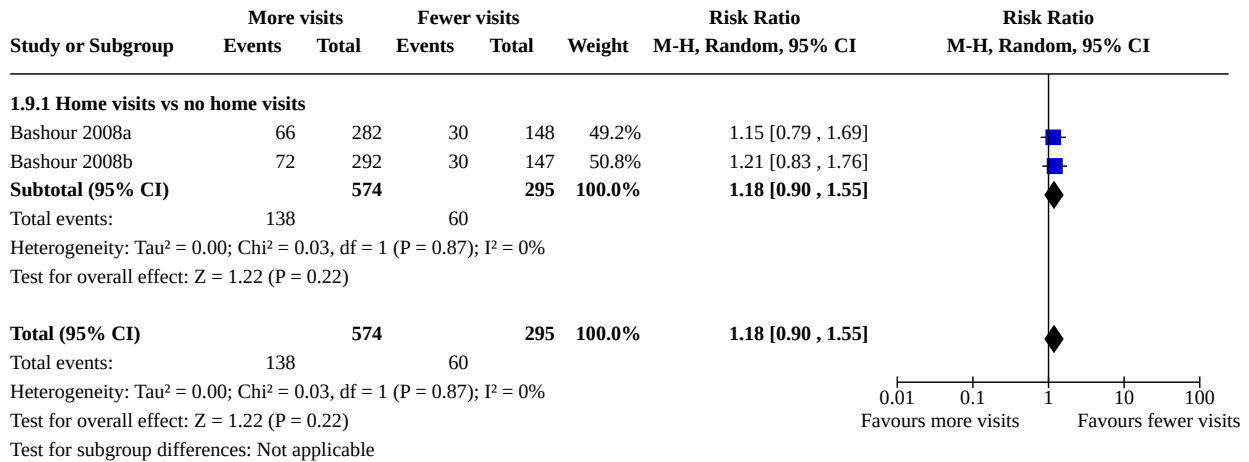 More visits Fewer visits Risk Ratio Risk Ratio
Study or Subgroup Events Total Events Total Weight M-H, Random, 95% CI M-H, Random, 95% CI
1.9.1 Home visits vs no home visits
Bashour 2008a 66 282 30 148 49.2% 1.15 [0.79 , 1.69]
Bashour 2008b 72 292 30 147 50.8% 1.21 [0.83 , 1.76]
Subtotal (95% CI) 574 295 100.0% 1.18 [0.90 , 1.55]
Total events: 138 60
Heterogeneity: Tau² = 0.00; Chi² = 0.03, df = 1 (P = 0.87); I² = 0%
Test for overall effect: Z = 1.22 (P = 0.22)
Total (95% CI) 574 295 100.0% 1.18 [0.90 , 1.55]
Total events: 138 60
Heterogeneity: Tau² = 0.00; Chi² = 0.03, df = 1 (P = 0.87); I² = 0%
0.01 0.1 1 10 100
Test for overall effect: Z = 1.22 (P = 0.22) Favours more visits Favours fewer visits
Test for subgroup differences: Not applicable